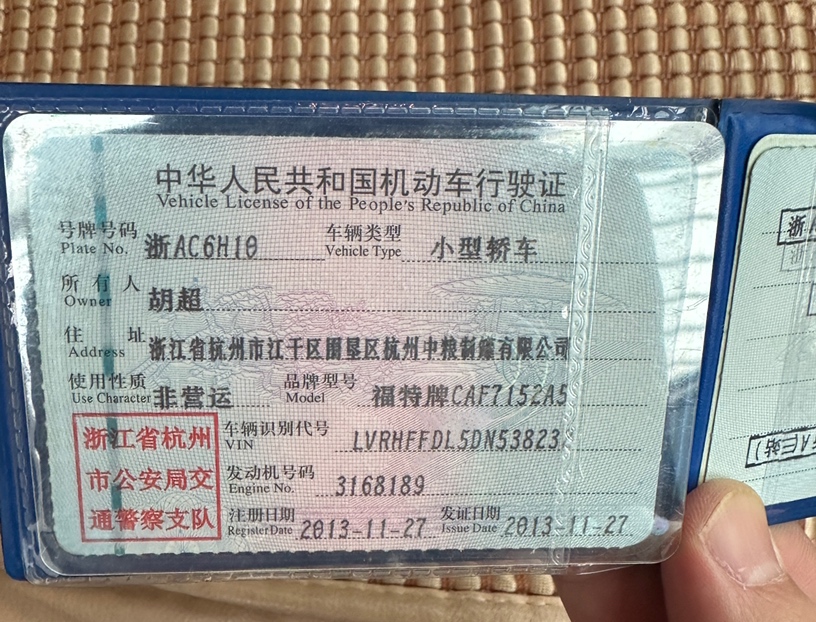 中华人民共和国机动车行驶证
Vehicle License of the People's Republic of China
号牌号码 浙AC6H10 车辆类型 小型轿车
Plate No. Vehicle Type
所有人 胡超
Owner
住址 浙江省杭州市江干区围垦区杭州中粮制罐有限公司
Address
使用性质 非营运 品牌型号 福特牌CAF7152A5
Use Character Model
浙江省杭州
市公安局交
通警察支队
车辆识别代号 LVRHFFDL5DN53823
VIN
发动机号码 3168189
Engine No.
注册日期 2013-11-27 发证日期 2013-11-27
Register Date Issue Date
浙